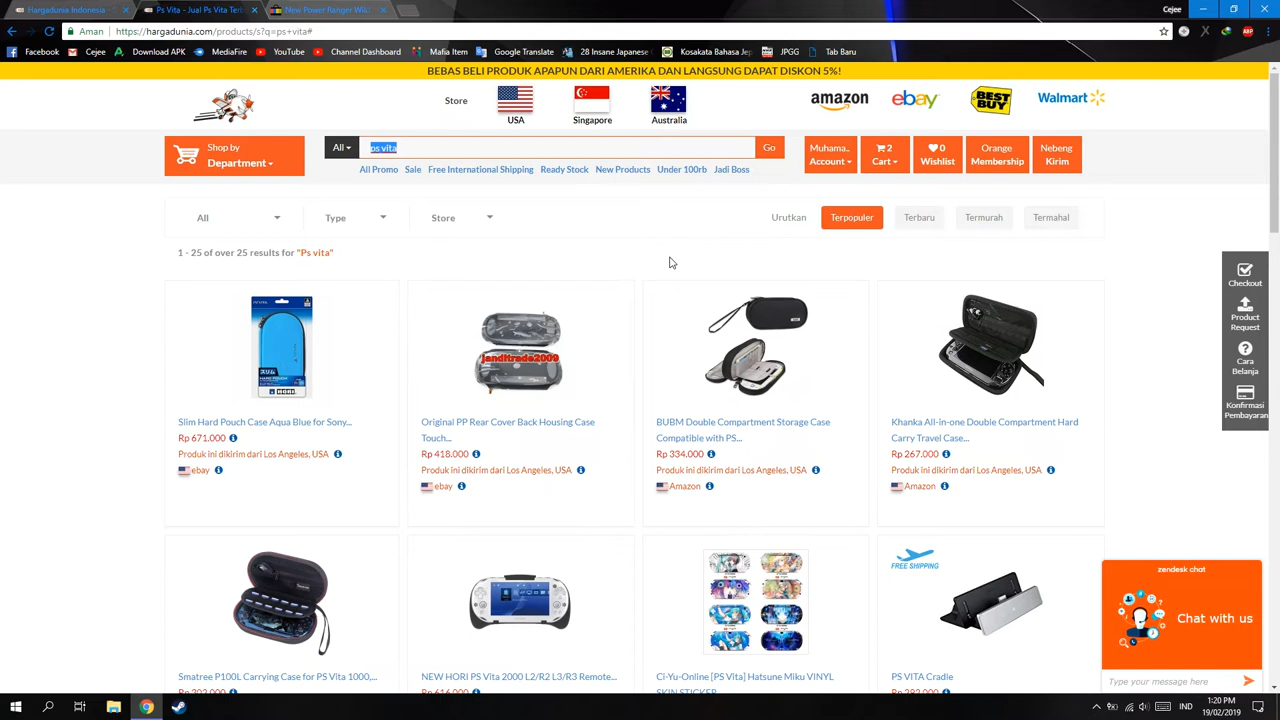 Hargadunia Indonesia -
Ps Vita - Jual Ps Vita Terl
New Power Ranger Wiki
Cejee
Aman
https://hargadunia.com/products/s?q=ps+vita#
Facebook
Cejee
Download APK
MediaFire
YouTube
Channel Dashboard
Mafia Item
Google Translate
28 Insane Japanese C
Kosakata Bahasa Jep
JPGG
Tab Baru
BEBAS BELI PRODUK APAPUN DARI AMERIKA DAN LANGSUNG DAPAT DISKON 5%!
Store
USA
Singapore
Australia
amazon
ebay
BEST BUY
Walmart
Shop by
Department
All
ps vita
Go
Muhama..
Account
2
Cart
0
Wishlist
Orange
Membership
Nebeng
Kirim
All Promo
Sale
Free International Shipping
Ready Stock
New Products
Under 100rb
Jadi Boss
All
Type
Store
Urutkan
Terpopuler
Terbaru
Termurah
Termahal
1 - 25 of over 25 results for "Ps vita"
Checkout
Product
Request
Cara
Belanja
Konfirmasi
Pembayaran
janditrade2009
Slim Hard Pouch Case Aqua Blue for Sony...
Rp 671.000
Produk ini dikirim dari Los Angeles, USA
ebay
Original PP Rear Cover Back Housing Case
Touch...
Rp 418.000
Produk ini dikirim dari Los Angeles, USA
ebay
BUBM Double Compartment Storage Case
Compatible with PS...
Rp 334.000
Produk ini dikirim dari Los Angeles, USA
Amazon
Khanka All-in-one Double Compartment Hard
Carry Travel Case...
Rp 267.000
Produk ini dikirim dari Los Angeles, USA
Amazon
FREE SHIPPING
Smatree P100L Carrying Case for PS Vita 1000,...
Rp 302.000
NEW HORI PS Vita 2000 L2/R2 L3/R3 Remote...
Rp 616.000
Ci-Yu-Online [PS Vita] Hatsune Miku VINYL
SKIN STICKER
PS VITA Cradle
Rp 292.000
zendesk chat
Chat with us
Type your message here
IND
1:20 PM
19/02/2019